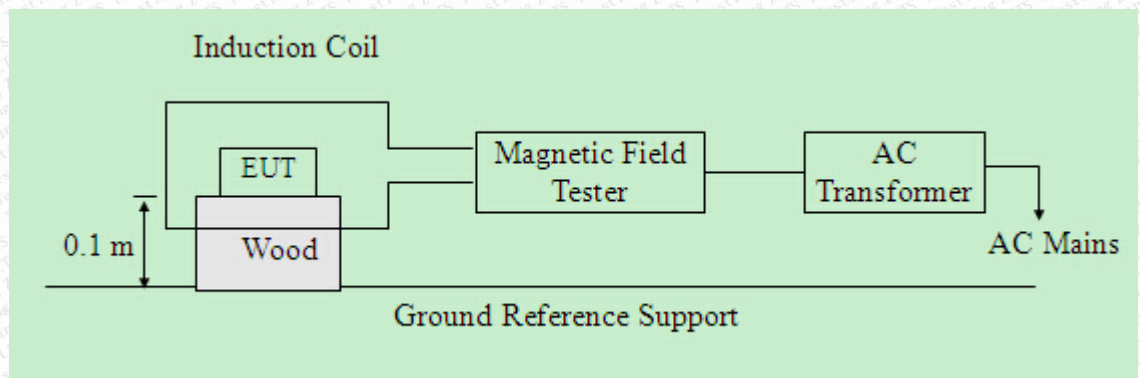 Induction Coil
EUT
Magnetic Field
Tester
AC
Transformer
0.1 m
Wood
AC Mains
Ground Reference Support